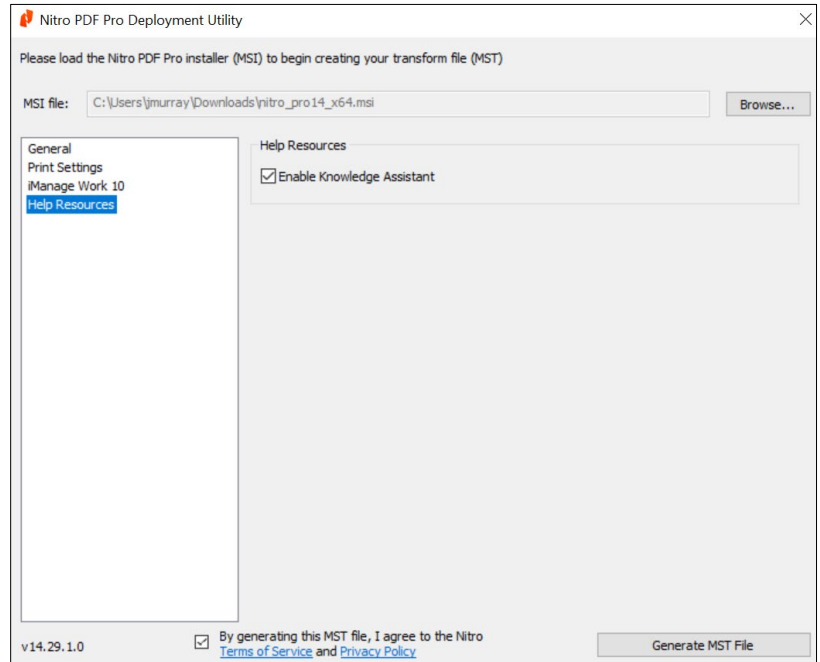 Nitro PDF Pro Deployment Utility
Please load the Nitro PDF Pro installer (MSI) to begin creating your transform file (MST)
MSI file: C:\Users\jmurray\Downloads\nitro_pro14_x64.msi Browse...
General
Print Settings
iManage Work 10
Help Resources
Help Resources
Enable Knowledge Assistant
v14.29.1.0
By generating this MST file, I agree to the Nitro
Terms of Service and Privacy Policy
Generate MST File